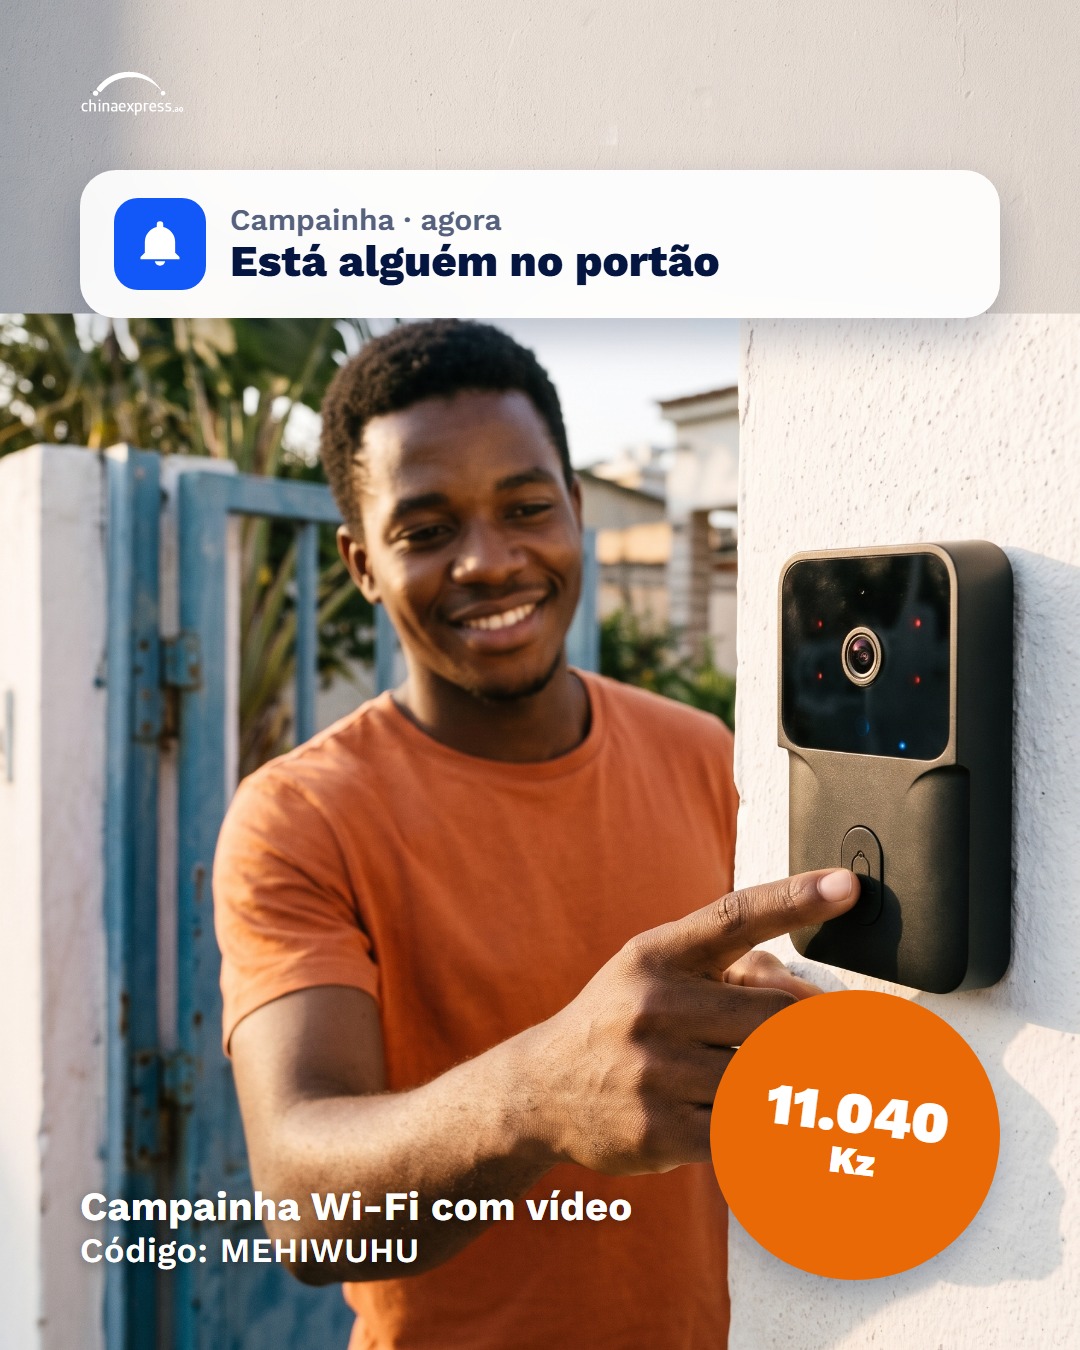 chinaexpress.ao
Campainha · agora
Está alguém no portão
11.040
Kz
Campainha Wi-Fi com vídeo
Código: MEHIWUHU